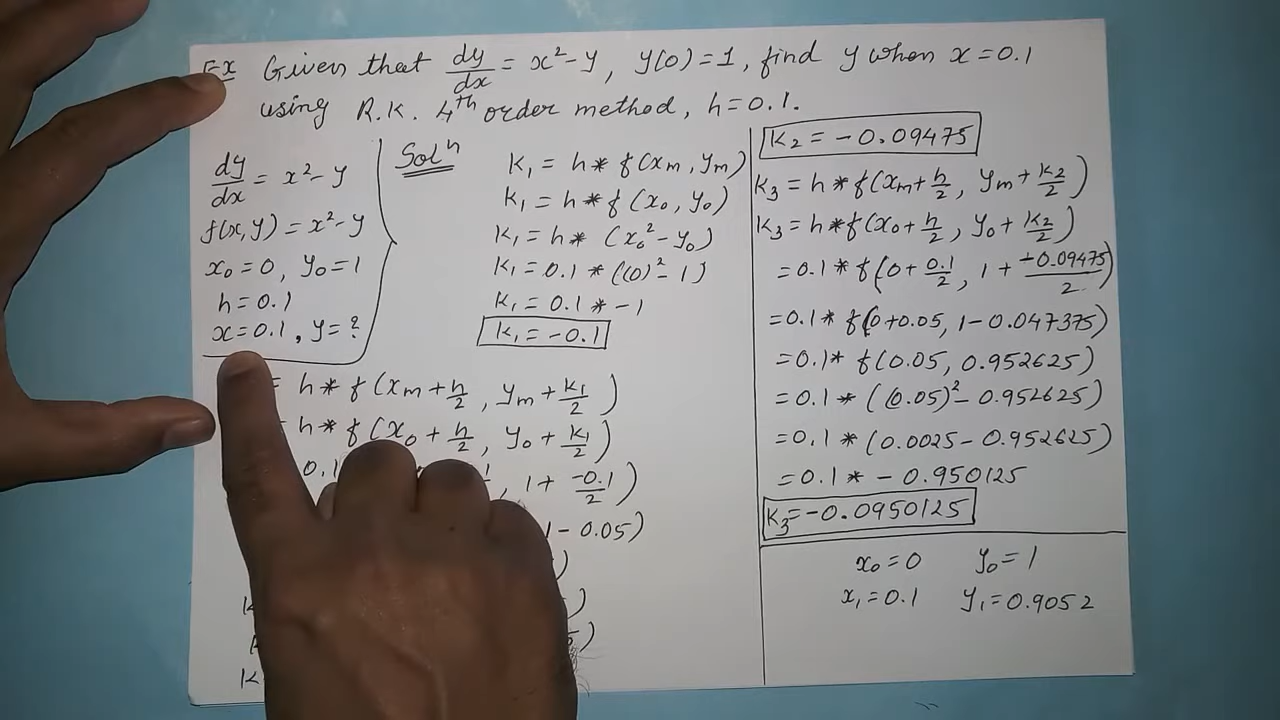 Ex Given that dy/dx = x² - y, y(0) = 1, find y when x = 0.1
using R.K. 4th order method, h = 0.1.
dy/dx = x² - y
f(x, y) = x² - y
x₀ = 0, y₀ = 1
h = 0.1
x = 0.1, y = ?
Solⁿ
K₁ = h * f(xm, ym)
K₁ = h * f(x₀, y₀)
K₁ = h * (x₀² - y₀)
K₁ = 0.1 * ((0)² - 1)
K₁ = 0.1 * -1
K₁ = -0.1
= h * f(xm + h/2, ym + K₁/2)
= h * f(x₀ + h/2, y₀ + K₁/2)
0.1 , 1 + -0.1/2)
1 - 0.05)
)
K )
)
K
K₂ = -0.09475
K₃ = h * f(xm + h/2, ym + K₂/2)
K₃ = h * f(x₀ + h/2, y₀ + K₂/2)
= 0.1 * f(0 + 0.1/2, 1 + -0.09475/2)
= 0.1 * f(0 + 0.05, 1 - 0.047375)
= 0.1 * f(0.05, 0.952625)
= 0.1 * ((0.05)² - 0.952625)
= 0.1 * (0.0025 - 0.952625)
= 0.1 * -0.950125
K₃ = -0.0950125
x₀ = 0 y₀ = 1
x₁ = 0.1 y₁ = 0.9052